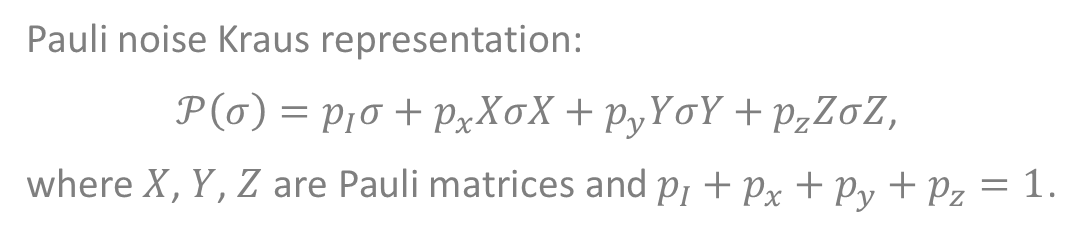 Pauli noise Kraus representation:
𝒫(σ) = p_I σ + p_x XσX + p_y YσY + p_z ZσZ,
where X, Y, Z are Pauli matrices and p_I + p_x + p_y + p_z = 1.